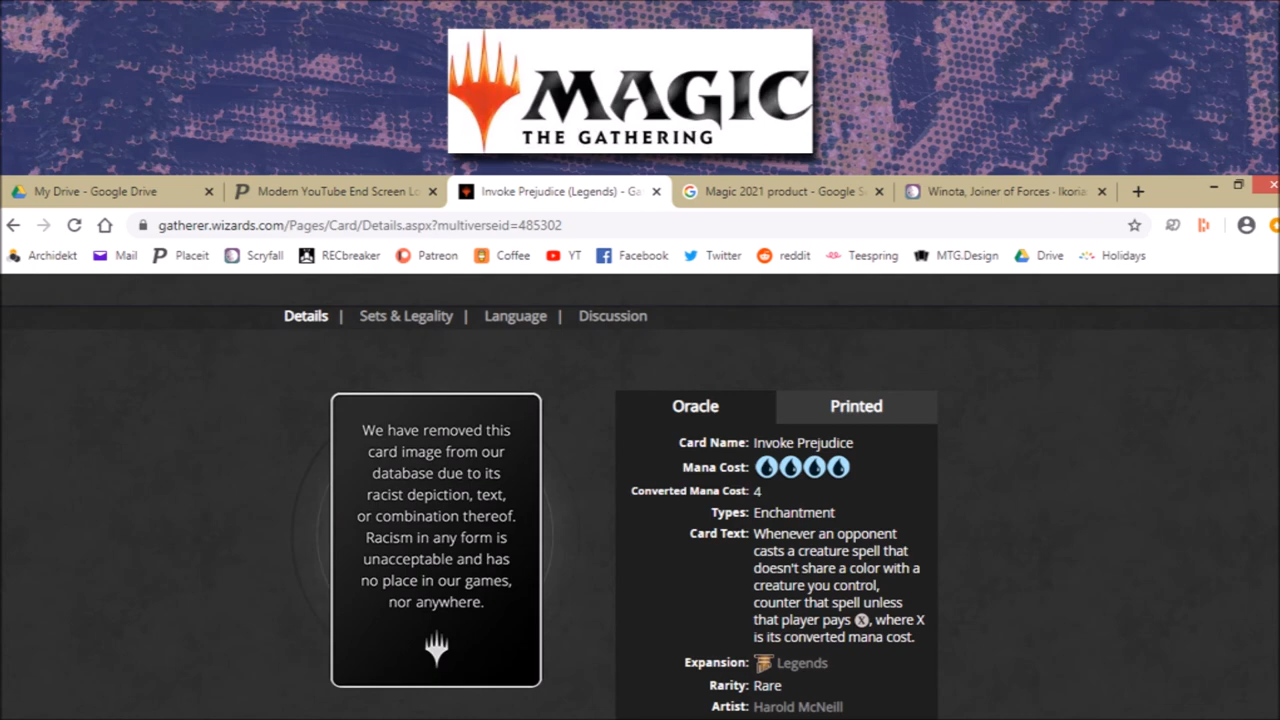 MAGIC
THE GATHERING
My Drive - Google Drive
Modern YouTube End Screen Lo
Invoke Prejudice (Legends) - Ga
Magic 2021 product - Google S
Winota, Joiner of Forces · Ikoria
gatherer.wizards.com/Pages/Card/Details.aspx?multiverseid=485302
Archidekt Mail Placeit Scryfall RECbreaker Patreon Coffee YT Facebook Twitter reddit Teespring MTG.Design Drive Holidays
Details | Sets & Legality | Language | Discussion
We have removed this
card image from our
database due to its
racist depiction, text,
or combination thereof.
Racism in any form is
unacceptable and has
no place in our games,
nor anywhere.
Oracle Printed
Card Name: Invoke Prejudice
Mana Cost:
Converted Mana Cost: 4
Types: Enchantment
Card Text: Whenever an opponent
casts a creature spell that
doesn't share a color with a
creature you control,
counter that spell unless
that player pays X, where X
is its converted mana cost.
Expansion: Legends
Rarity: Rare
Artist: Harold McNeill